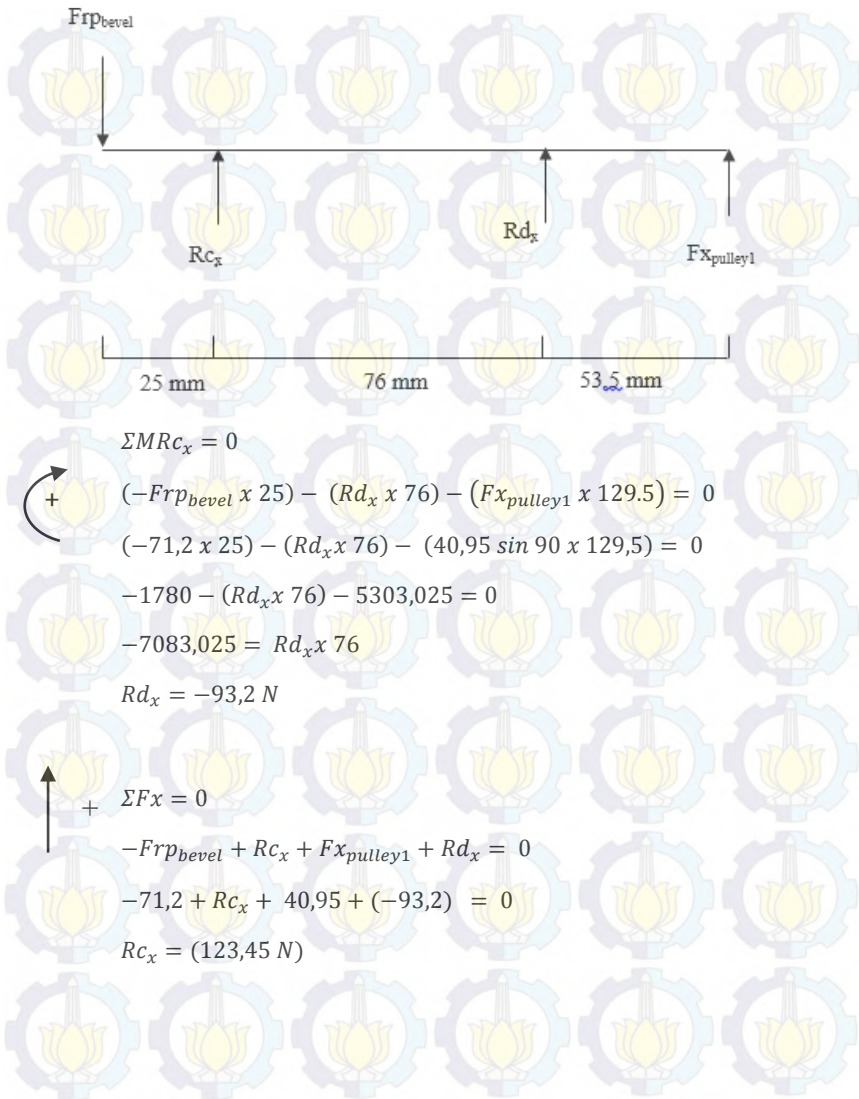 Frp_bevel
Rc_x
Rd_x
Fx_pulley1
25 mm 76 mm 53,5 mm
ΣMRc_x = 0
+ (−Frp_bevel x 25) − (Rd_x x 76) − (Fx_pulley1 x 129.5) = 0
(−71,2 x 25) − (Rd_x x 76) − (40,95 sin 90 x 129,5) = 0
−1780 − (Rd_x x 76) − 5303,025 = 0
−7083,025 = Rd_x x 76
Rd_x = −93,2 N
+ ΣFx = 0
−Frp_bevel + Rc_x + Fx_pulley1 + Rd_x = 0
−71,2 + Rc_x + 40,95 + (−93,2) = 0
Rc_x = (123,45 N)